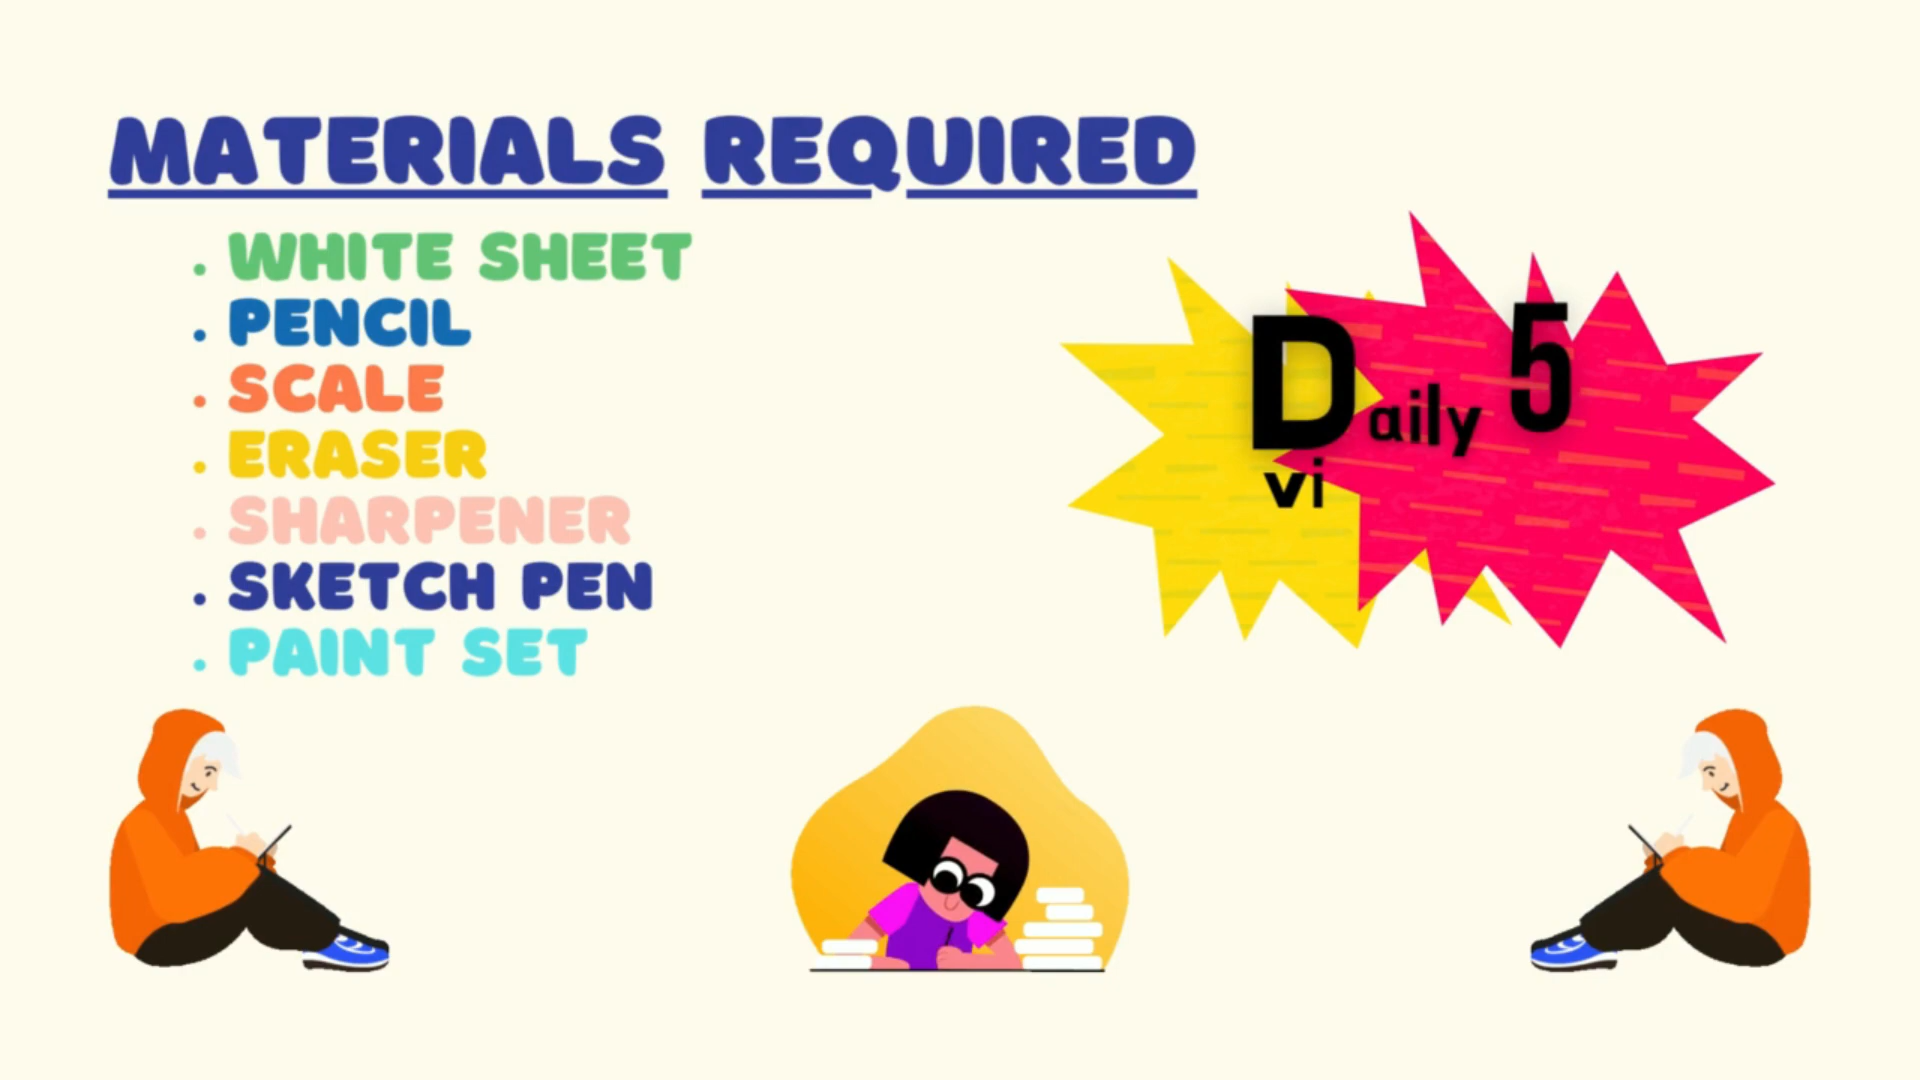 MATERIALS REQUIRED
• WHITE SHEET
• PENCIL
• SCALE
• ERASER
• SHARPENER
• SKETCH PEN
• PAINT SET
Daily 5
vi